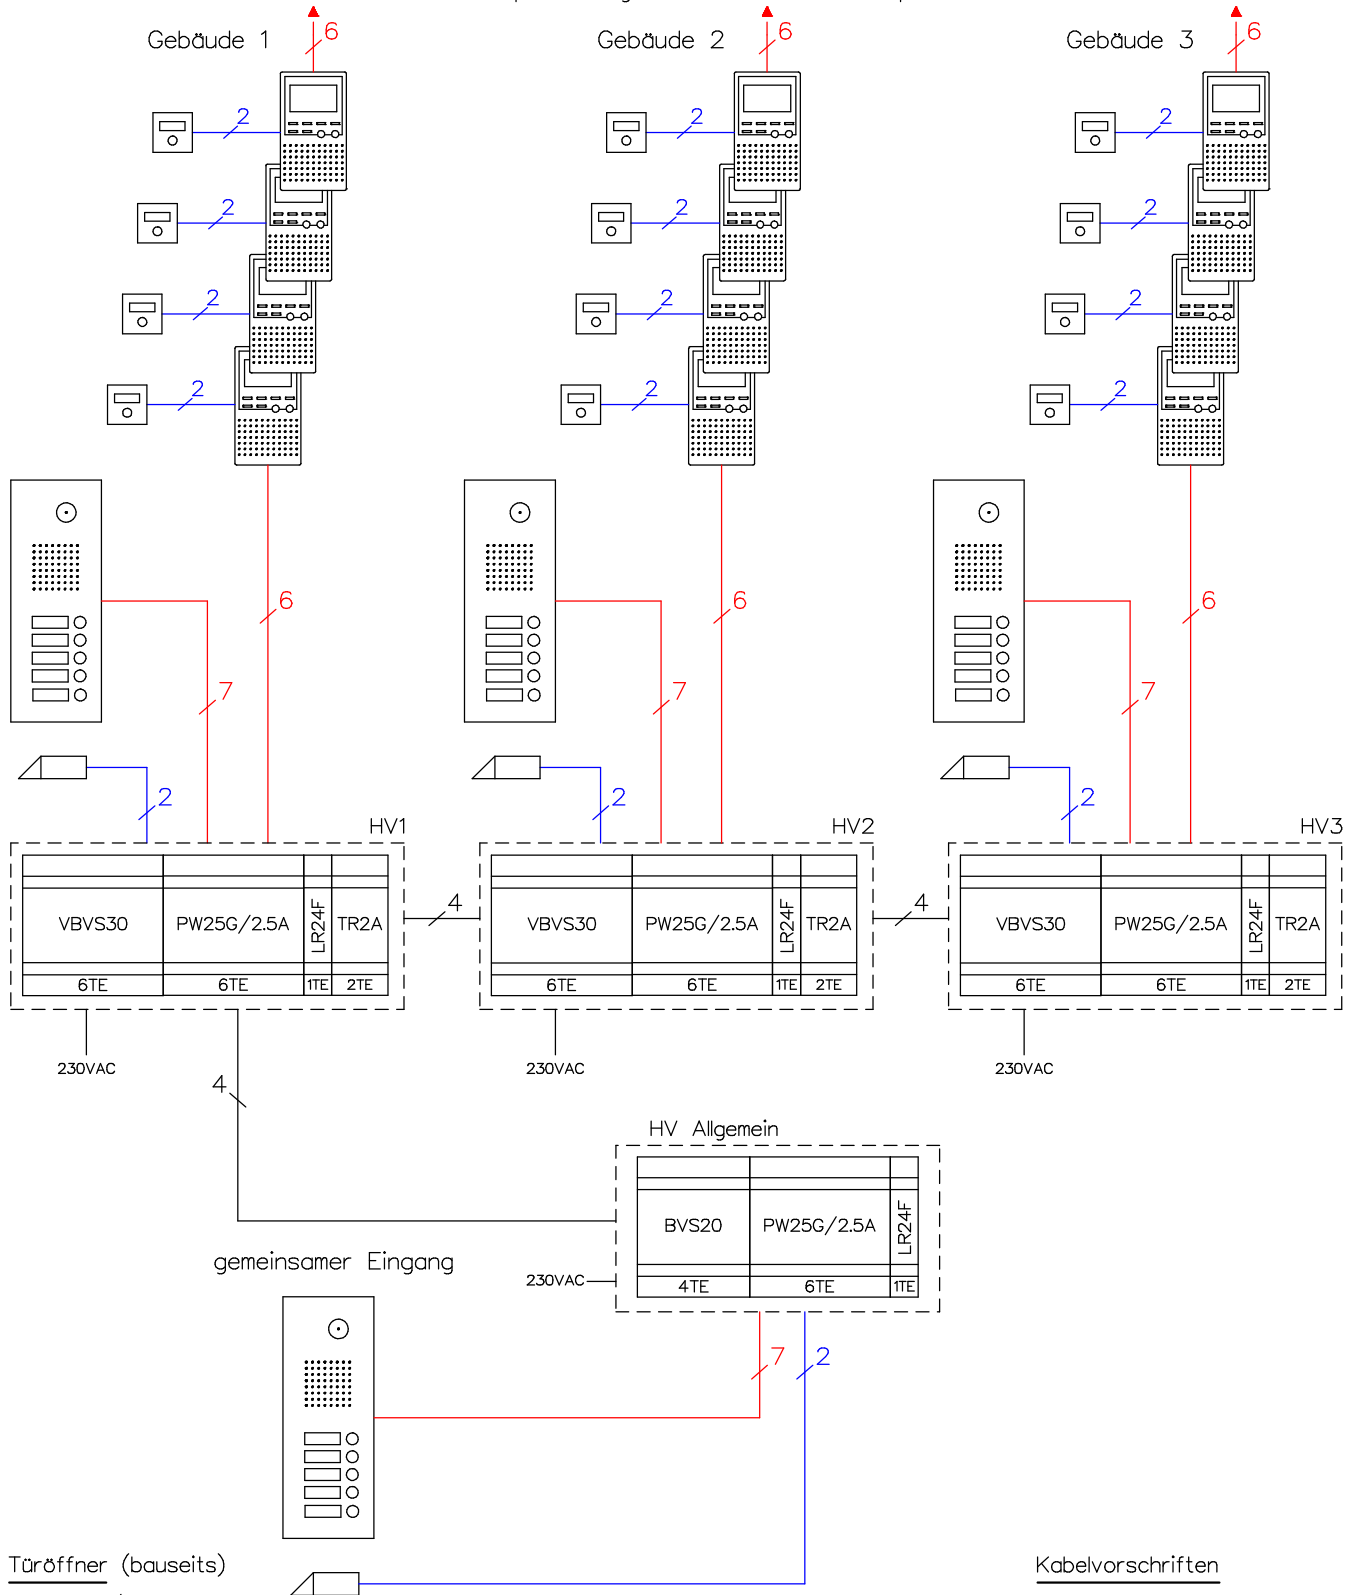 Gebäude 1
6
Gebäude 2
6
Gebäude 3
6
2
2
2
2
2
2
2
2
2
2
2
2
6
6
6
7
7
7
2
2
2
HV1
HV2
HV3
VBVS30
PW25G/2.5A
LR24F
TR2A
4
VBVS30
PW25G/2.5A
LR24F
TR2A
4
VBVS30
PW25G/2.5A
LR24F
TR2A
6TE
6TE
1TE
2TE
6TE
6TE
1TE
2TE
6TE
6TE
1TE
2TE
230VAC
230VAC
230VAC
4
HV Allgemein
BVS20
PW25G/2.5A
LR24F
gemeinsamer Eingang
230VAC
4TE
6TE
1TE
7
2
Türöffner (bauseits)
Kabelvorschriften